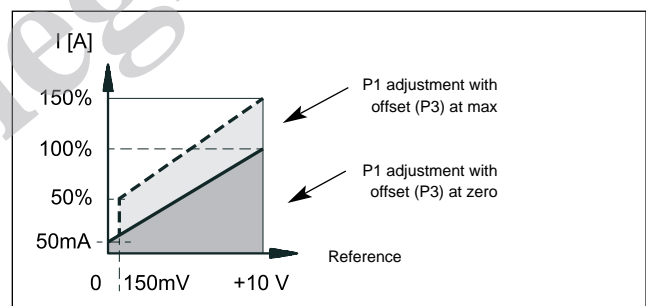 I [A]
150%
100%
50%
50mA
0
150mV
+10 V
Reference
P1 adjustment with
offset (P3) at max
P1 adjustment with
offset (P3) at zero